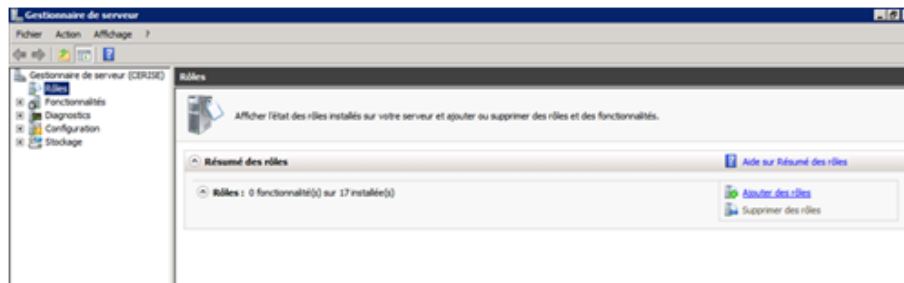 Gestionnaire de serveur
Fichier Action Affichage ?
Gestionnaire de serveur (CERISE)
Rôles
Fonctionnalités
Diagnostics
Configuration
Stockage
Rôles
Afficher l'état des rôles installés sur votre serveur et ajouter ou supprimer des rôles et des fonctionnalités.
Résumé des rôles
Aide sur Résumé des rôles
Rôles : 0 fonctionnalité(s) sur 17 installée(s)
Ajouter des rôles
Supprimer des rôles